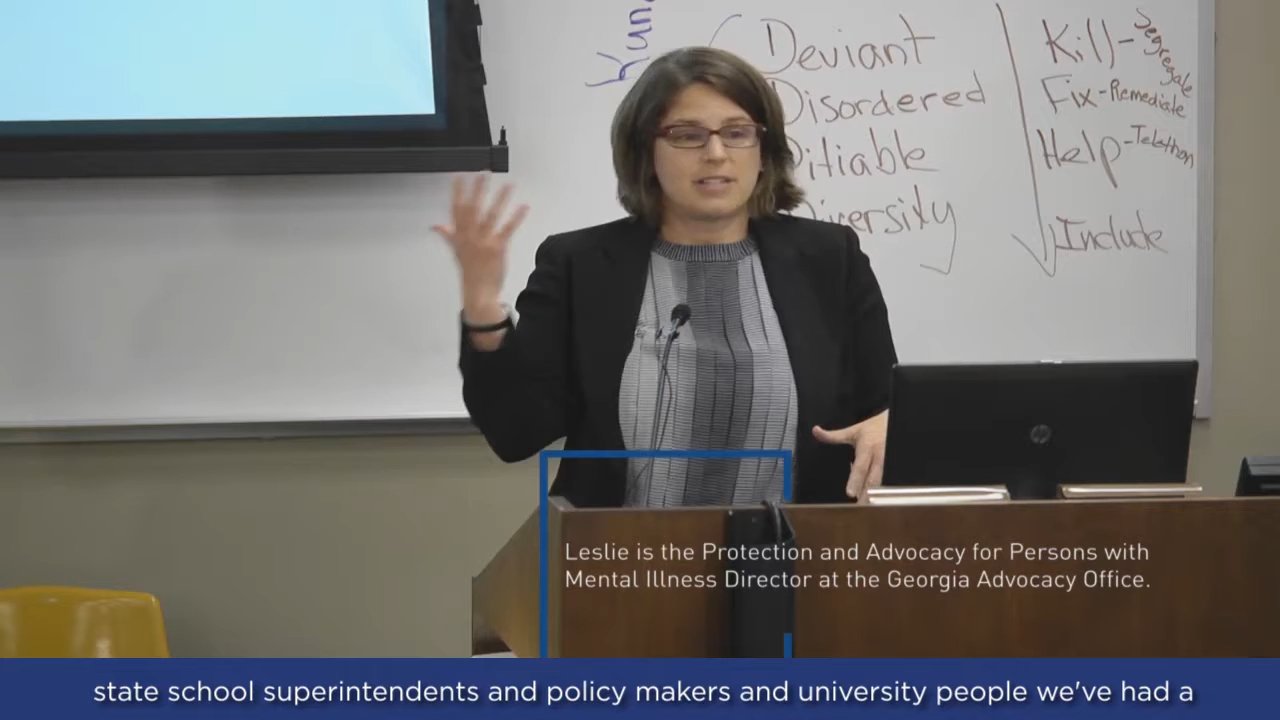 Deviant
Disordered
Pitiable
Diversity
Kill-Segregate
Fix-Remediate
Help-Telethon
Include
hp
Leslie is the Protection and Advocacy for Persons with
Mental Illness Director at the Georgia Advocacy Office.
state school superintendents and policy makers and university people we've had a